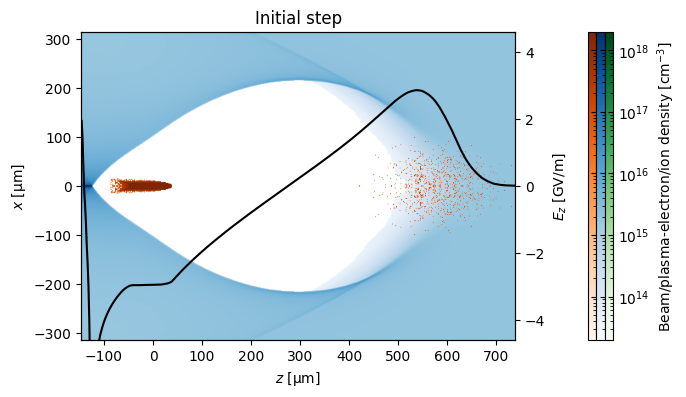 Initial step
300
200
100
0
−100
−200
−300
x [µm]
−100 0 100 200 300 400 500 600 700
z [µm]
4
2
0
−2
−4
E_z [GV/m]
10^18
10^17
10^16
10^15
10^14
Beam/plasma-electron/ion density [cm^−3]